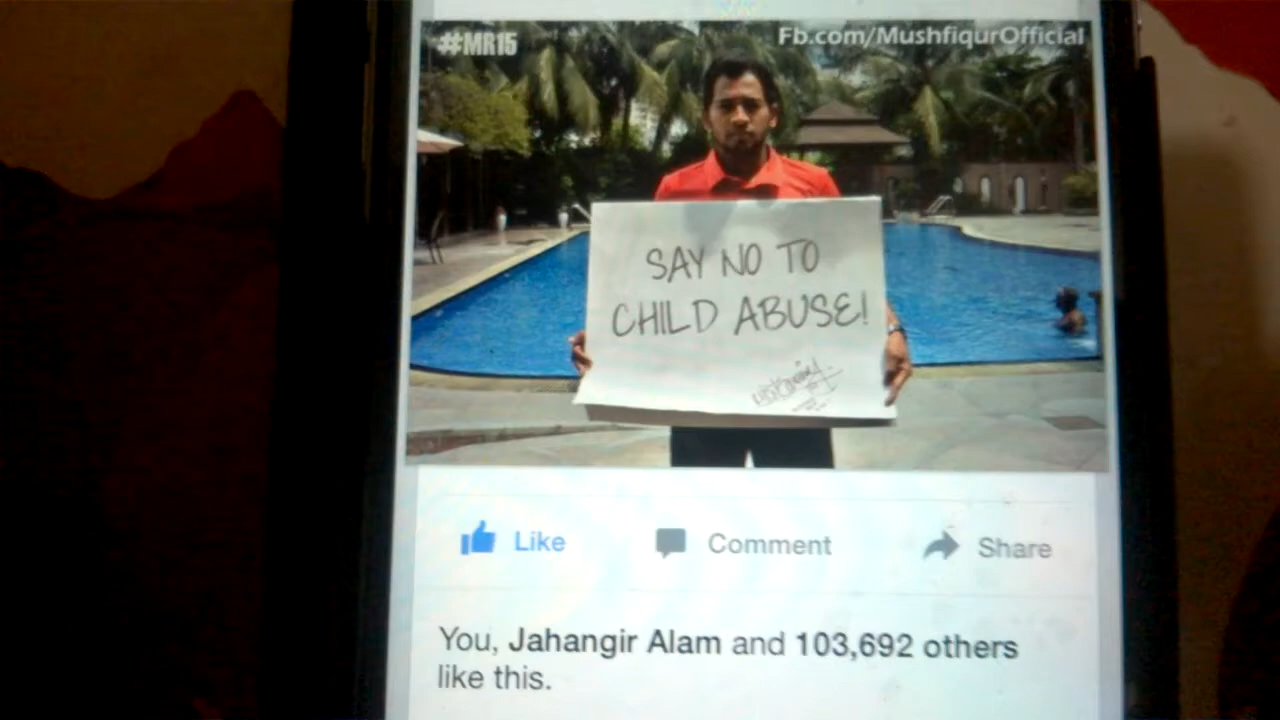 #MR15
Fb.com/MushfiqurOfficial
SAY NO TO
CHILD ABUSE!
Like
Comment
Share
You, Jahangir Alam and 103,692 others
like this.